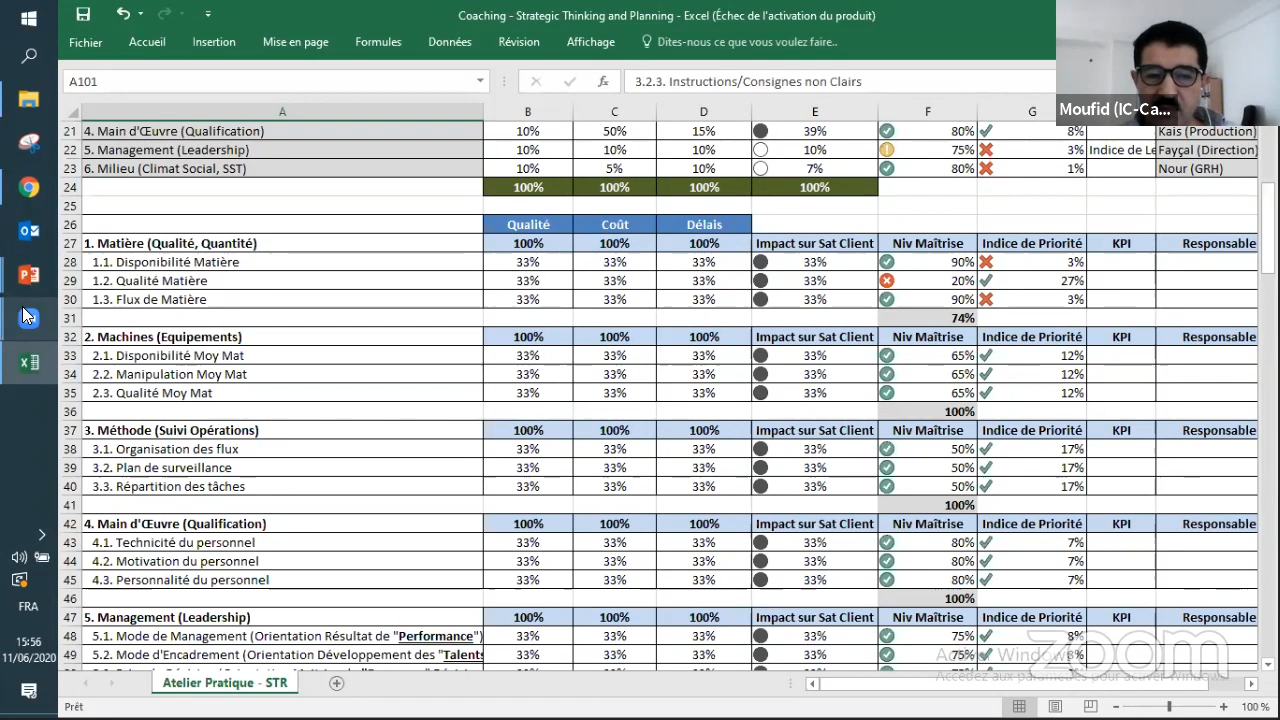 Coaching - Strategic Thinking and Planning - Excel (Échec de l'activation du produit)
Fichier Accueil Insertion Mise en page Formules Données Révision Affichage Dites-nous ce que vous voulez faire..
Moufid (IC-Ca...
A101 3.2.3. Instructions/Consignes non Clairs
A B C D E F G
21 4. Main d'Œuvre (Qualification) 10% 50% 15% 39% 80% 8% Kais (Production)
22 5. Management (Leadership) 10% 10% 10% 10% 75% 3% Indice de Le Fayçal (Direction)
23 6. Milieu (Climat Social, SST) 10% 5% 10% 7% 80% 1% Nour (GRH)
24 100% 100% 100% 100%
25
26 Qualité Coût Délais
27 1. Matière (Qualité, Quantité) 100% 100% 100% Impact sur Sat Client Niv Maîtrise Indice de Priorité KPI Responsable
28 1.1. Disponibilité Matière 33% 33% 33% 33% 90% 3%
29 1.2. Qualité Matière 33% 33% 33% 33% 20% 27%
30 1.3. Flux de Matière 33% 33% 33% 33% 90% 3%
31 74%
32 2. Machines (Equipements) 100% 100% 100% Impact sur Sat Client Niv Maîtrise Indice de Priorité KPI Responsable
33 2.1. Disponibilité Moy Mat 33% 33% 33% 33% 65% 12%
34 2.2. Manipulation Moy Mat 33% 33% 33% 33% 65% 12%
35 2.3. Qualité Moy Mat 33% 33% 33% 33% 65% 12%
36 100%
37 3. Méthode (Suivi Opérations) 100% 100% 100% Impact sur Sat Client Niv Maîtrise Indice de Priorité KPI Responsable
38 3.1. Organisation des flux 33% 33% 33% 33% 50% 17%
39 3.2. Plan de surveillance 33% 33% 33% 33% 50% 17%
40 3.3. Répartition des tâches 33% 33% 33% 33% 50% 17%
41 100%
42 4. Main d'Œuvre (Qualification) 100% 100% 100% Impact sur Sat Client Niv Maîtrise Indice de Priorité KPI Responsable
43 4.1. Technicité du personnel 33% 33% 33% 33% 80% 7%
44 4.2. Motivation du personnel 33% 33% 33% 33% 80% 7%
45 4.3. Personnalité du personnel 33% 33% 33% 33% 80% 7%
46 100%
47 5. Management (Leadership) 100% 100% 100% Impact sur Sat Client Niv Maîtrise Indice de Priorité KPI Responsable
48 5.1. Mode de Management (Orientation Résultat de "Performance") 33% 33% 33% 33% 75% 8%
49 5.2. Mode d'Encadrement (Orientation Développement des "Talents 33% 33% 33% 33% 75% 8%
zoom
Activer Windows
Accédez aux paramètres pour activer Windows.
Atelier Pratique - STR
Prêt 100 %
FRA
15:56
11/06/2020